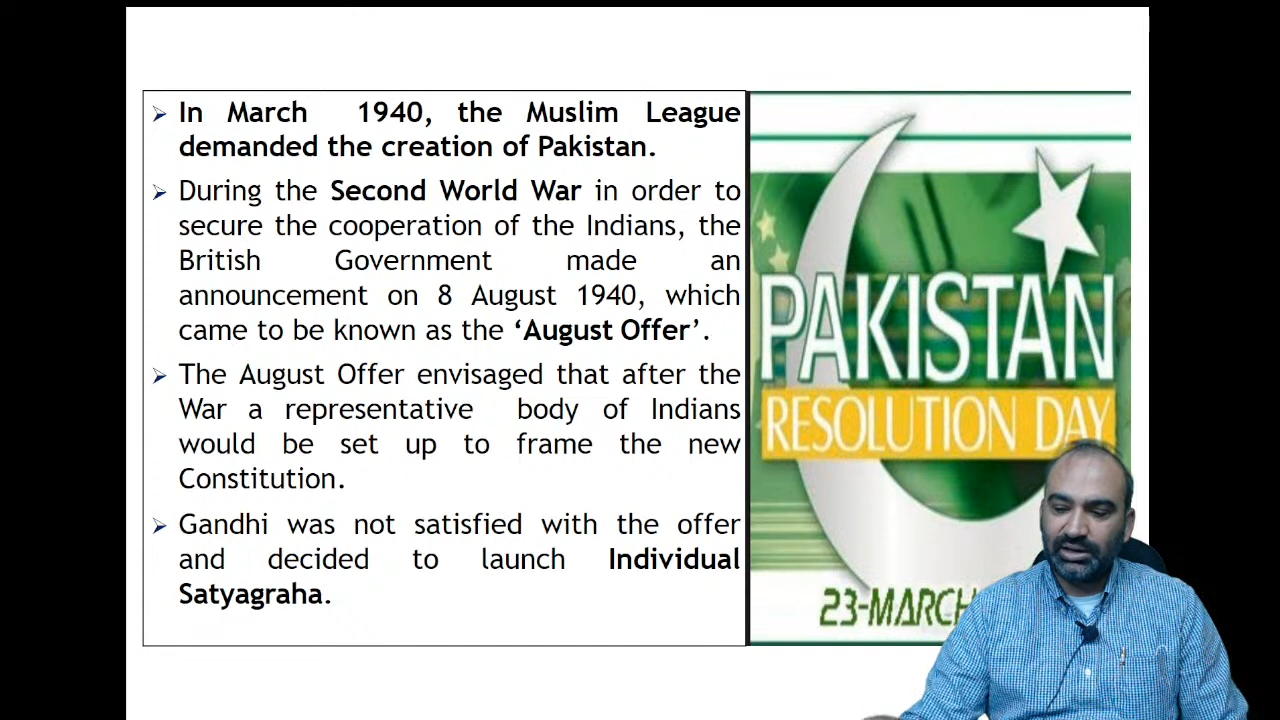 ➢ In March 1940, the Muslim League
demanded the creation of Pakistan.
➢ During the Second World War in order to
secure the cooperation of the Indians, the
British Government made an
announcement on 8 August 1940, which
came to be known as the ‘August Offer’.
➢ The August Offer envisaged that after the
War a representative body of Indians
would be set up to frame the new
Constitution.
➢ Gandhi was not satisfied with the offer
and decided to launch Individual
Satyagraha.
PAKISTAN
RESOLUTION DAY
23-MARCH